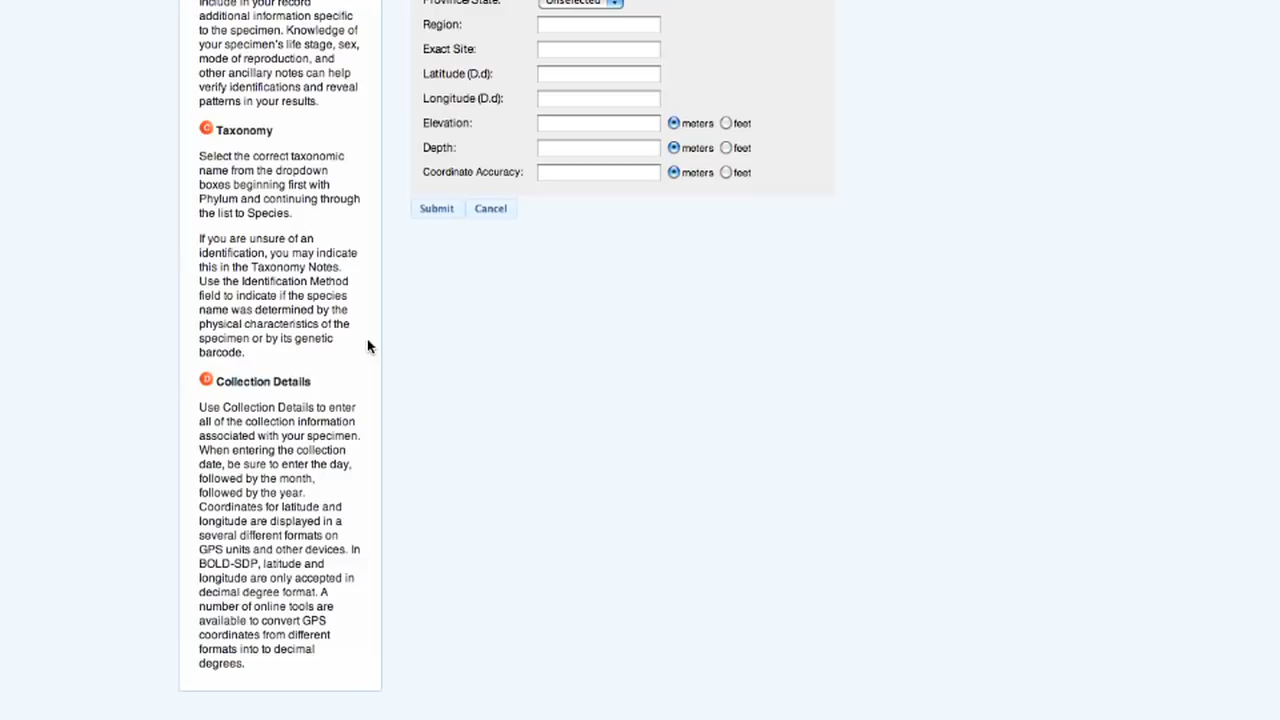 include in your record
additional information specific
to the specimen. Knowledge of
your specimen's life stage, sex,
mode of reproduction, and
other ancillary notes can help
verify identifications and reveal
patterns in your results.
C Taxonomy
Select the correct taxonomic
name from the dropdown
boxes beginning first with
Phylum and continuing through
the list to Species.
If you are unsure of an
identification, you may indicate
this in the Taxonomy Notes.
Use the Identification Method
field to indicate if the species
name was determined by the
physical characteristics of the
specimen or by its genetic
barcode.
D Collection Details
Use Collection Details to enter
all of the collection information
associated with your specimen.
When entering the collection
date, be sure to enter the day,
followed by the month,
followed by the year.
Coordinates for latitude and
longitude are displayed in a
several different formats on
GPS units and other devices. In
BOLD-SDP, latitude and
longitude are only accepted in
decimal degree format. A
number of online tools are
available to convert GPS
coordinates from different
formats into to decimal
degrees.
Province/State: Unselected
Region:
Exact Site:
Latitude (D.d):
Longitude (D.d):
Elevation: meters feet
Depth: meters feet
Coordinate Accuracy: meters feet
Submit Cancel